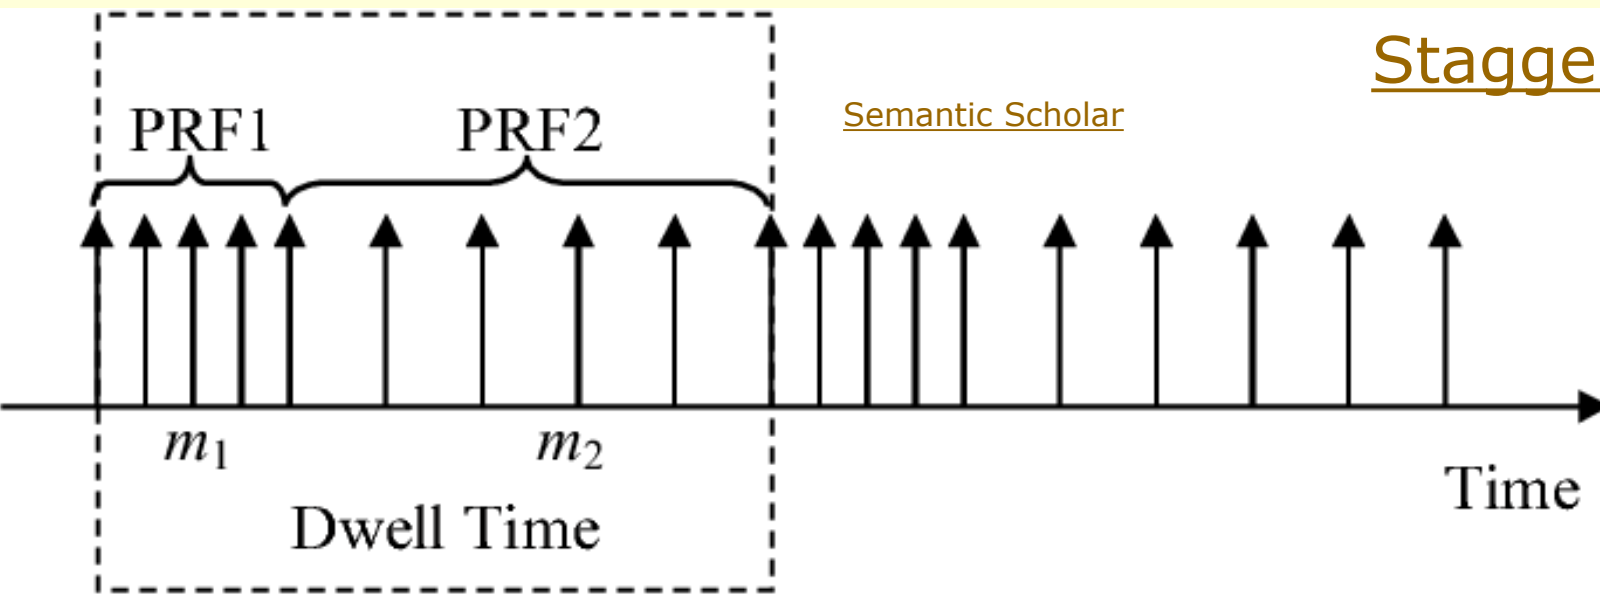 Stagge
PRF1 PRF2
Semantic Scholar
m₁ m₂
Time
Dwell Time